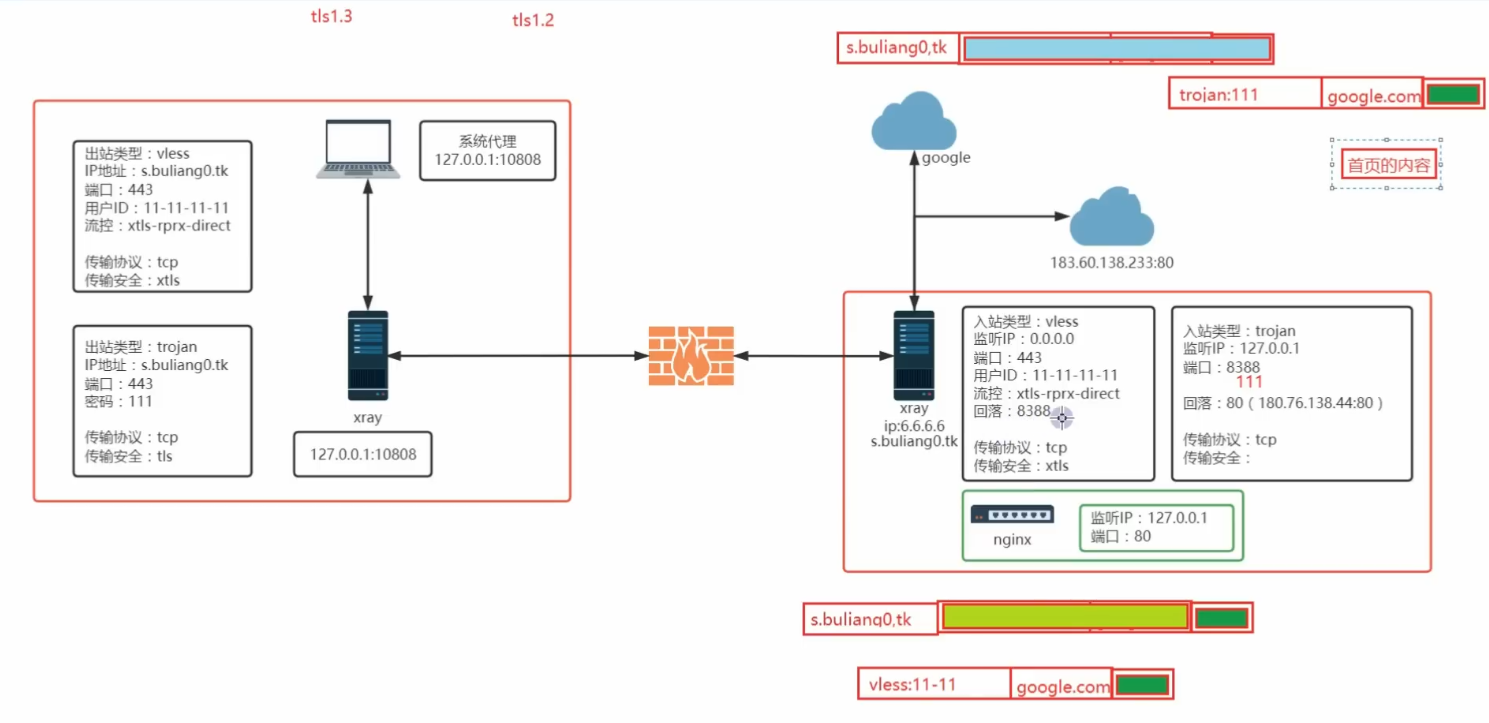 tls1.3
tls1.2
s.buliang0,tk
trojan:111
google.com
首页的内容
google
183.60.138.233:80
出站类型：vless
IP地址：s.buliang0.tk
端口：443
用户ID：11-11-11-11
流控：xtls-rprx-direct
传输协议：tcp
传输安全：xtls
系统代理
127.0.0.1:10808
出站类型：trojan
IP地址：s.buliang0.tk
端口：443
密码：111
传输协议：tcp
传输安全：tls
xray
127.0.0.1:10808
xray
ip:6.6.6.6
s.buliang0.tk
入站类型：vless
监听IP：0.0.0.0
端口：443
用户ID：11-11-11-11
流控：xtls-rprx-direct
回落：8388
传输协议：tcp
传输安全：xtls
入站类型：trojan
监听IP：127.0.0.1
端口：8388
111
回落：80（180.76.138.44:80）
传输协议：tcp
传输安全：
nginx
监听IP：127.0.0.1
端口：80
s.buliang0,tk
vless:11-11
google.com